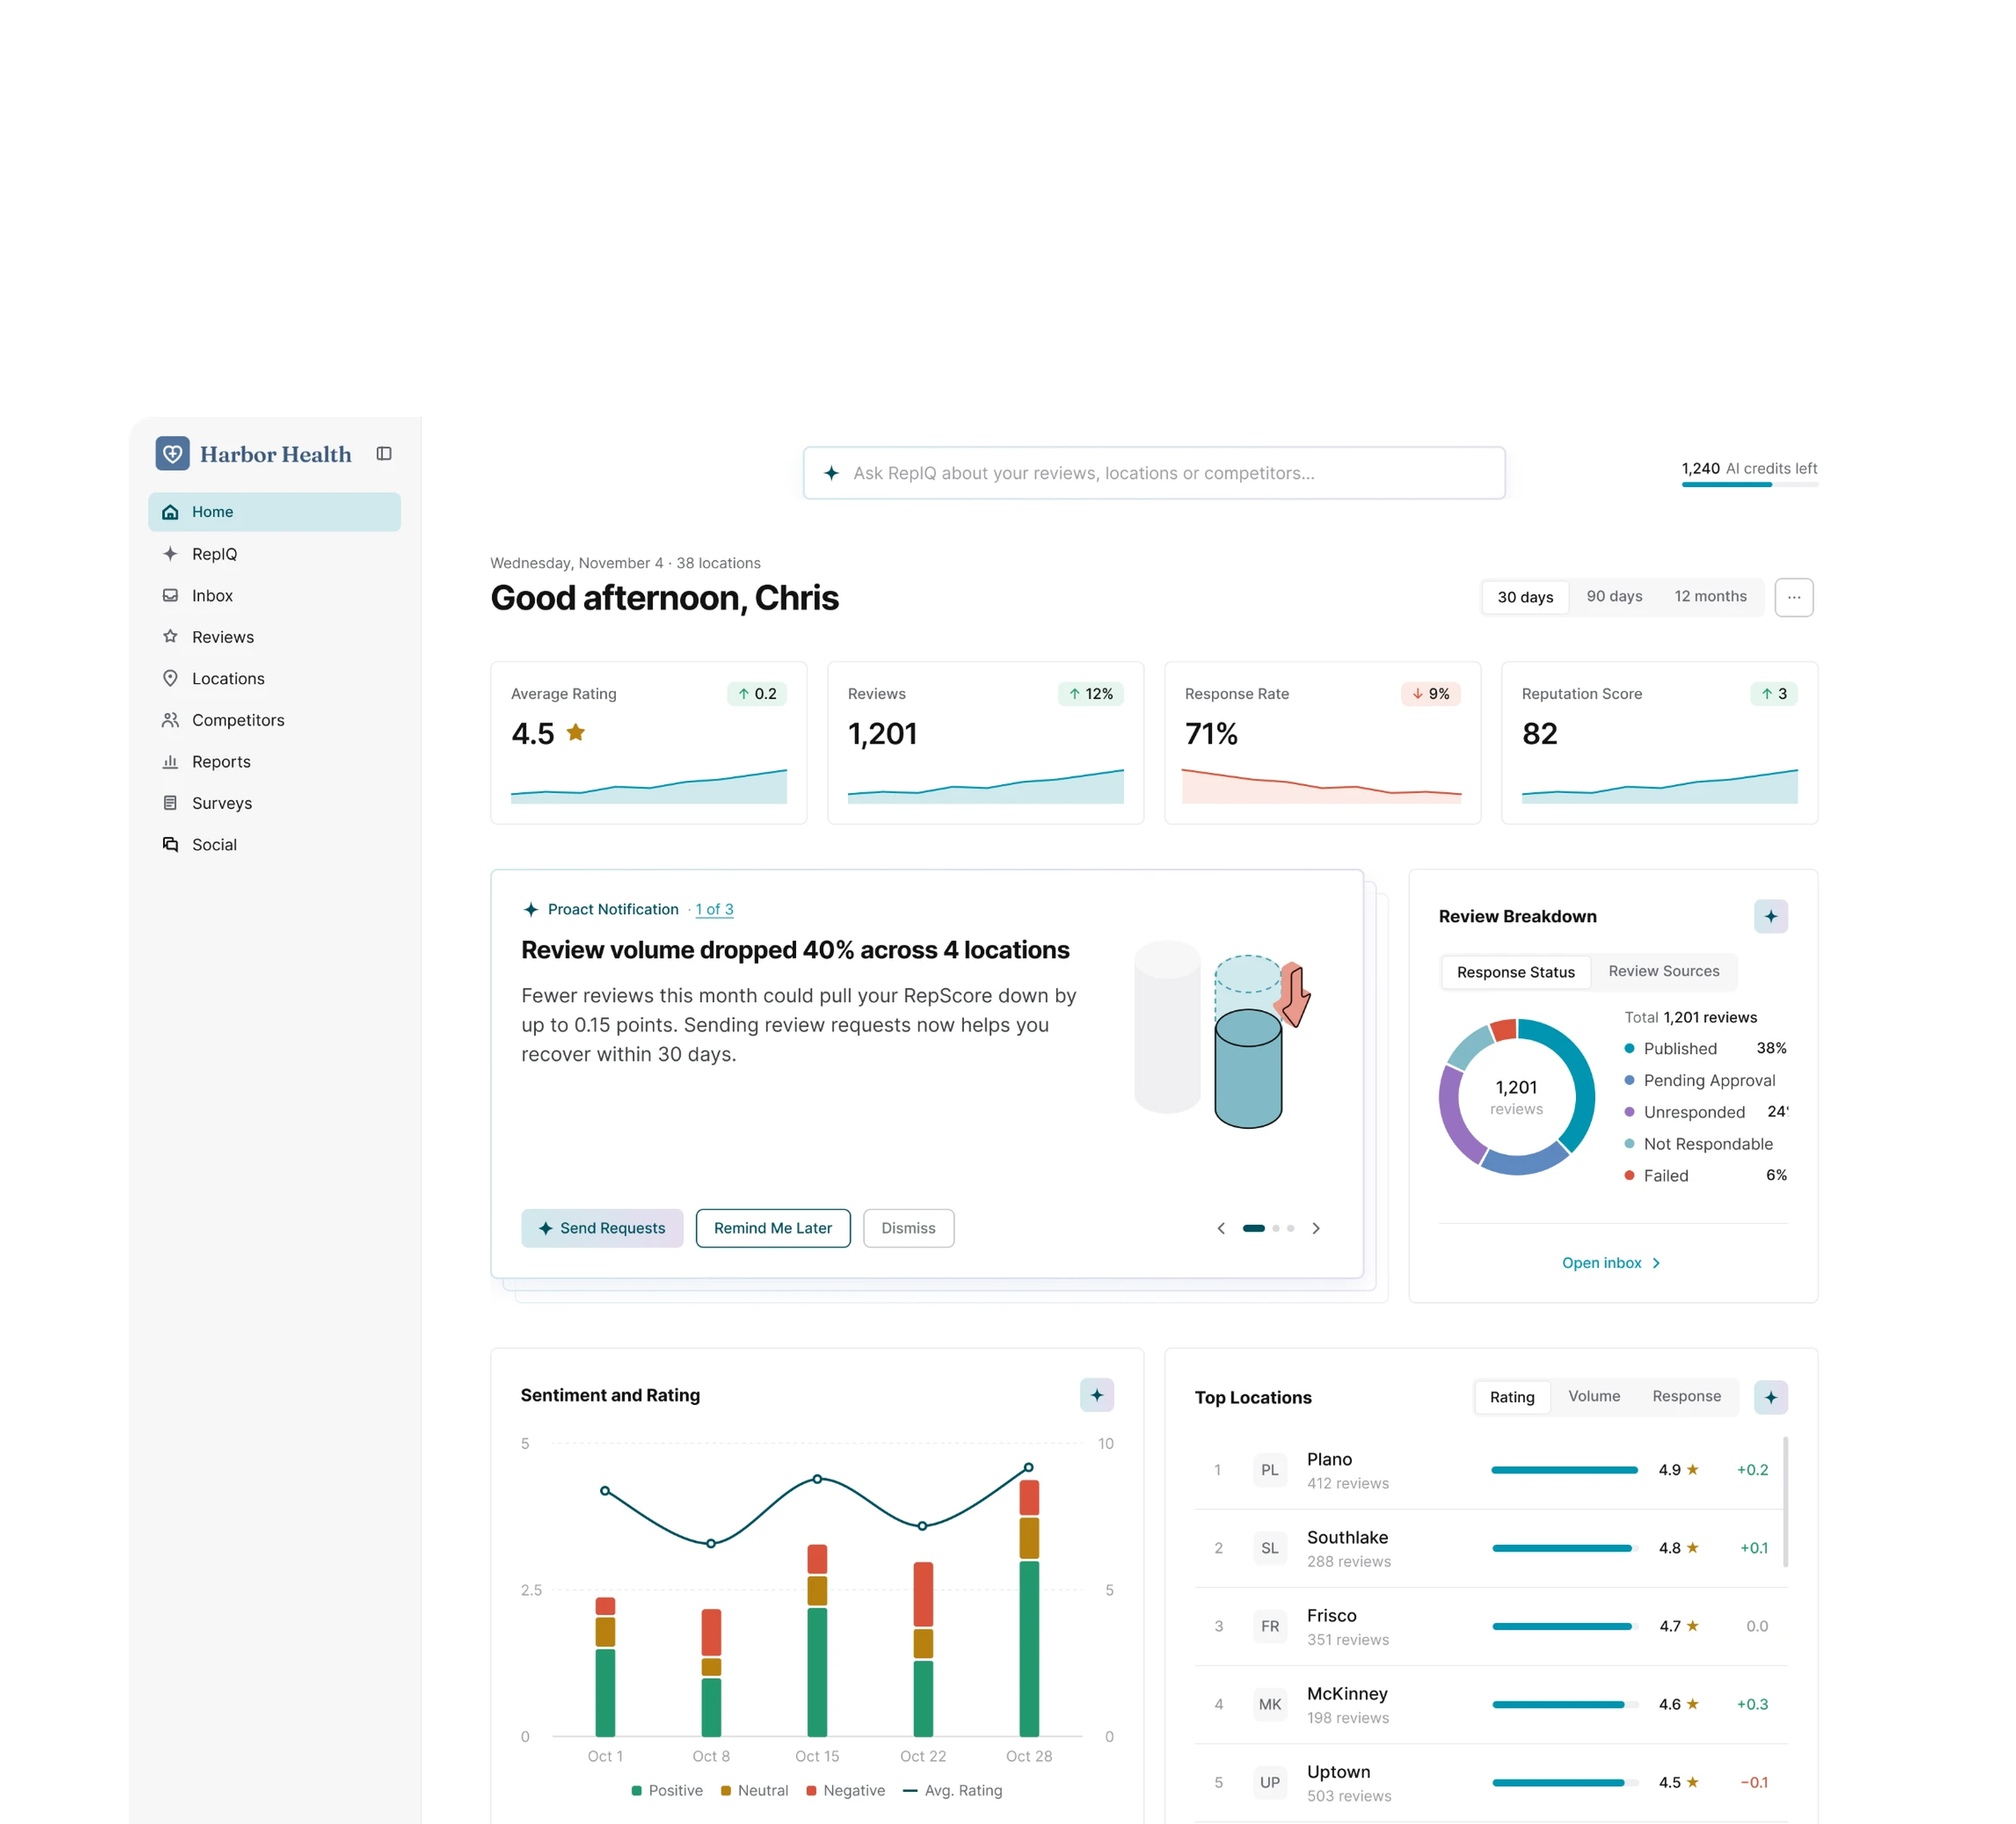 Harbor Health
Home
RepIQ
Inbox
Reviews
Locations
Competitors
Reports
Surveys
Social
Ask RepIQ about your reviews, locations or competitors...
1,240 AI credits left
Wednesday, November 4 · 38 locations
Good afternoon, Chris
30 days 90 days 12 months
Average Rating ↑ 0.2
4.5 ★
Reviews ↑ 12%
1,201
Response Rate ↓ 9%
71%
Reputation Score ↑ 3
82
Proact Notification · 1 of 3
Review volume dropped 40% across 4 locations
Fewer reviews this month could pull your RepScore down by
up to 0.15 points. Sending review requests now helps you
recover within 30 days.
Send Requests Remind Me Later Dismiss
Review Breakdown
Response Status Review Sources
1,201
reviews
Total 1,201 reviews
Published 38%
Pending Approval
Unresponded 24
Not Respondable
Failed 6%
Open inbox
Sentiment and Rating
5 10
2.5 5
0 0
Oct 1 Oct 8 Oct 15 Oct 22 Oct 28
Positive Neutral Negative Avg. Rating
Top Locations
Rating Volume Response
1 PL Plano 4.9 ★ +0.2
412 reviews
2 SL Southlake 4.8 ★ +0.1
288 reviews
3 FR Frisco 4.7 ★ 0.0
351 reviews
4 MK McKinney 4.6 ★ +0.3
198 reviews
5 UP Uptown 4.5 ★ −0.1
503 reviews